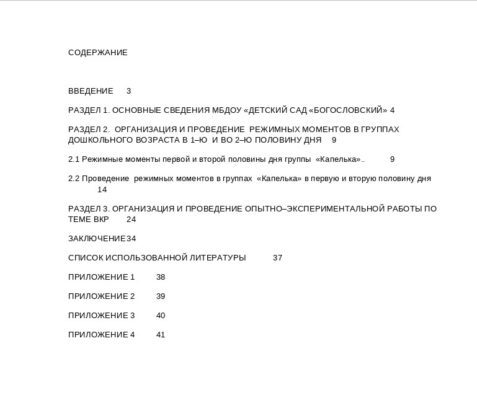 СОДЕРЖАНИЕ
ВВЕДЕНИЕ 3
РАЗДЕЛ 1. ОСНОВНЫЕ СВЕДЕНИЯ МБДОУ «ДЕТСКИЙ САД «БОГОСЛОВСКИЙ» 4
РАЗДЕЛ 2. ОРГАНИЗАЦИЯ И ПРОВЕДЕНИЕ РЕЖИМНЫХ МОМЕНТОВ В ГРУППАХ
ДОШКОЛЬНОГО ВОЗРАСТА В 1–Ю И ВО 2–Ю ПОЛОВИНУ ДНЯ 9
2.1 Режимные моменты первой и второй половины дня группы «Капелька».. 9
2.2 Проведение режимных моментов в группах «Капелька» в первую и вторую половину дня
14
РАЗДЕЛ 3. ОРГАНИЗАЦИЯ И ПРОВЕДЕНИЕ ОПЫТНО–ЭКСПЕРИМЕНТАЛЬНОЙ РАБОТЫ ПО
ТЕМЕ ВКР 24
ЗАКЛЮЧЕНИЕ 34
СПИСОК ИСПОЛЬЗОВАННОЙ ЛИТЕРАТУРЫ 37
ПРИЛОЖЕНИЕ 1 38
ПРИЛОЖЕНИЕ 2 39
ПРИЛОЖЕНИЕ 3 40
ПРИЛОЖЕНИЕ 4 41